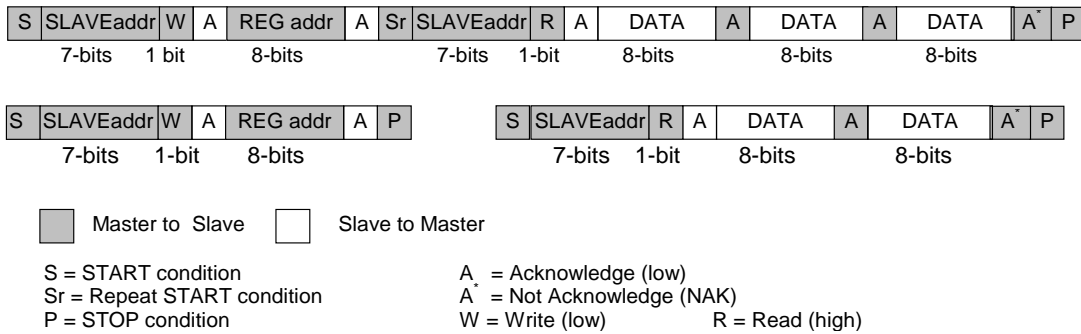 S SLAVEaddr W A REG addr A Sr SLAVEaddr R A DATA A DATA A DATA A* P
7-bits 1 bit 8-bits 7-bits 1-bit 8-bits 8-bits 8-bits
S SLAVEaddr W A REG addr A P
7-bits 1-bit 8-bits
S SLAVEaddr R A DATA A DATA A* P
7-bits 1-bit 8-bits 8-bits
Master to Slave Slave to Master
S = START condition
Sr = Repeat START condition
P = STOP condition
A = Acknowledge (low)
A* = Not Acknowledge (NAK)
W = Write (low) R = Read (high)